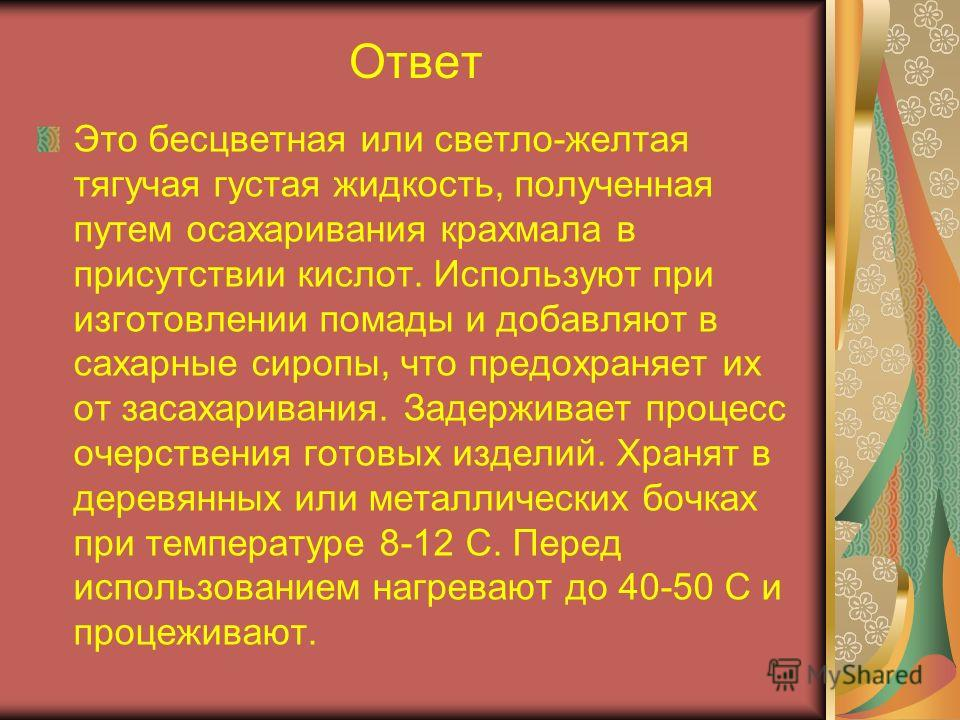 Ответ
Это бесцветная или светло-желтая
тягучая густая жидкость, полученная
путем осахаривания крахмала в
присутствии кислот. Используют при
изготовлении помады и добавляют в
сахарные сиропы, что предохраняет их
от засахаривания. Задерживает процесс
очерствения готовых изделий. Хранят в
деревянных или металлических бочках
при температуре 8-12 С. Перед
использованием нагревают до 40-50 С и
процеживают.
MyShared